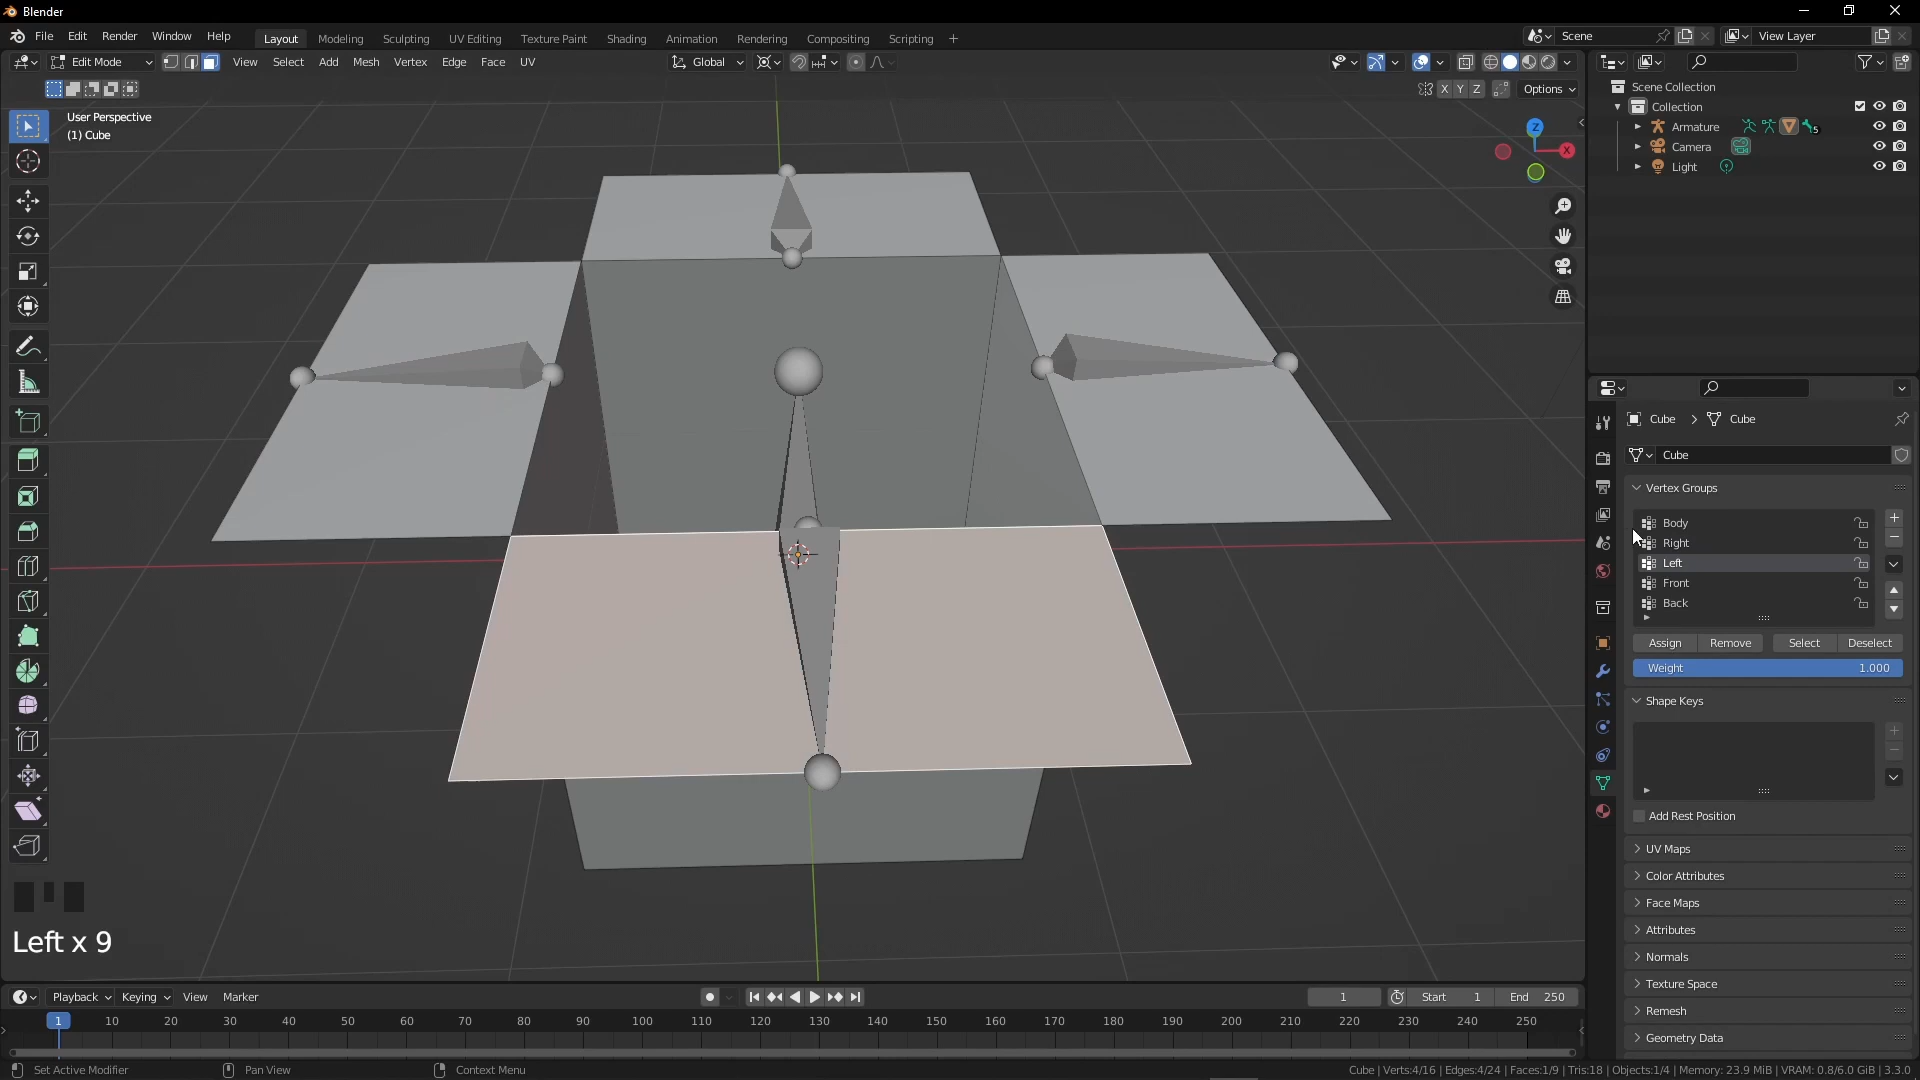 Blender
File Edit Render Window Help
Layout Modeling Sculpting UV Editing Texture Paint Shading Animation Rendering Compositing Scripting +
Scene
View Layer
Edit Mode View Select Add Mesh Vertex Edge Face UV
Global
X Y Z Options
User Perspective
(1) Cube
Z
X
Scene Collection
Collection
Armature 5
Camera
Light
Cube > Cube
Cube
Vertex Groups
Body
Right
Left
Front
Back
Assign Remove Select Deselect
Weight 1.000
Shape Keys
Add Rest Position
UV Maps
Color Attributes
Face Maps
Attributes
Normals
Texture Space
Remesh
Geometry Data
Left x 9
Playback Keying View Marker
1 Start 1 End 250
1 10 20 30 40 50 60 70 80 90 100 110 120 130 140 150 160 170 180 190 200 210 220 230 240 250
Set Active Modifier Pan View Context Menu
Cube | Verts:4/16 | Edges:4/24 | Faces:1/9 | Tris:18 | Objects:1/4 | Memory: 23.9 MiB | VRAM: 0.8/6.0 GiB | 3.3.0